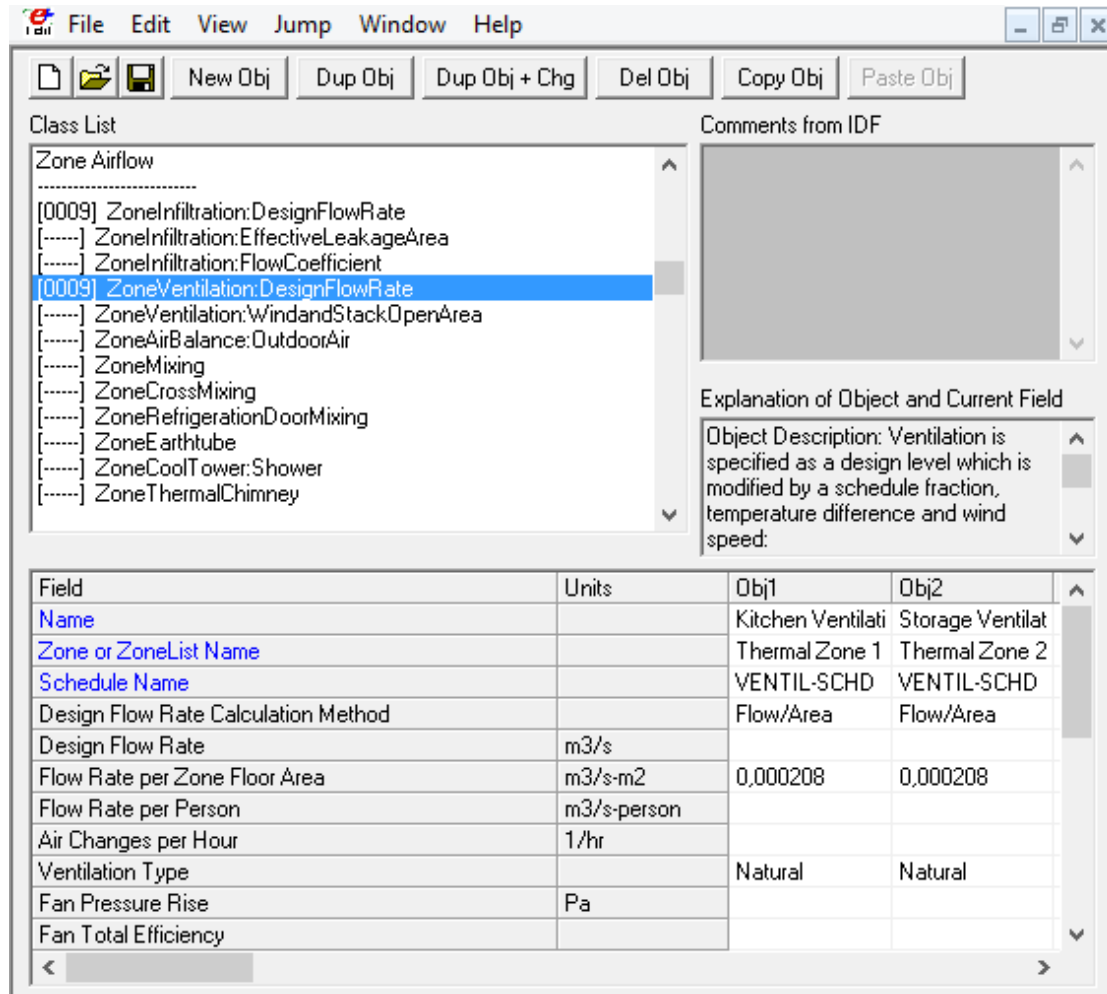 File Edit View Jump Window Help
New Obj Dup Obj Dup Obj + Chg Del Obj Copy Obj Paste Obj
Class List
Zone Airflow
----------------------------
[0009] ZoneInfiltration:DesignFlowRate
[------] ZoneInfiltration:EffectiveLeakageArea
[------] ZoneInfiltration:FlowCoefficient
[0009] ZoneVentilation:DesignFlowRate
[------] ZoneVentilation:WindandStackOpenArea
[------] ZoneAirBalance:OutdoorAir
[------] ZoneMixing
[------] ZoneCrossMixing
[------] ZoneRefrigerationDoorMixing
[------] ZoneEarthtube
[------] ZoneCoolTower:Shower
[------] ZoneThermalChimney
Comments from IDF
Explanation of Object and Current Field
Object Description: Ventilation is
specified as a design level which is
modified by a schedule fraction,
temperature difference and wind
speed:
Field Units Obj1 Obj2
Name Kitchen Ventilati Storage Ventilat
Zone or ZoneList Name Thermal Zone 1 Thermal Zone 2
Schedule Name VENTIL-SCHD VENTIL-SCHD
Design Flow Rate Calculation Method Flow/Area Flow/Area
Design Flow Rate m3/s
Flow Rate per Zone Floor Area m3/s-m2 0,000208 0,000208
Flow Rate per Person m3/s-person
Air Changes per Hour 1/hr
Ventilation Type Natural Natural
Fan Pressure Rise Pa
Fan Total Efficiency